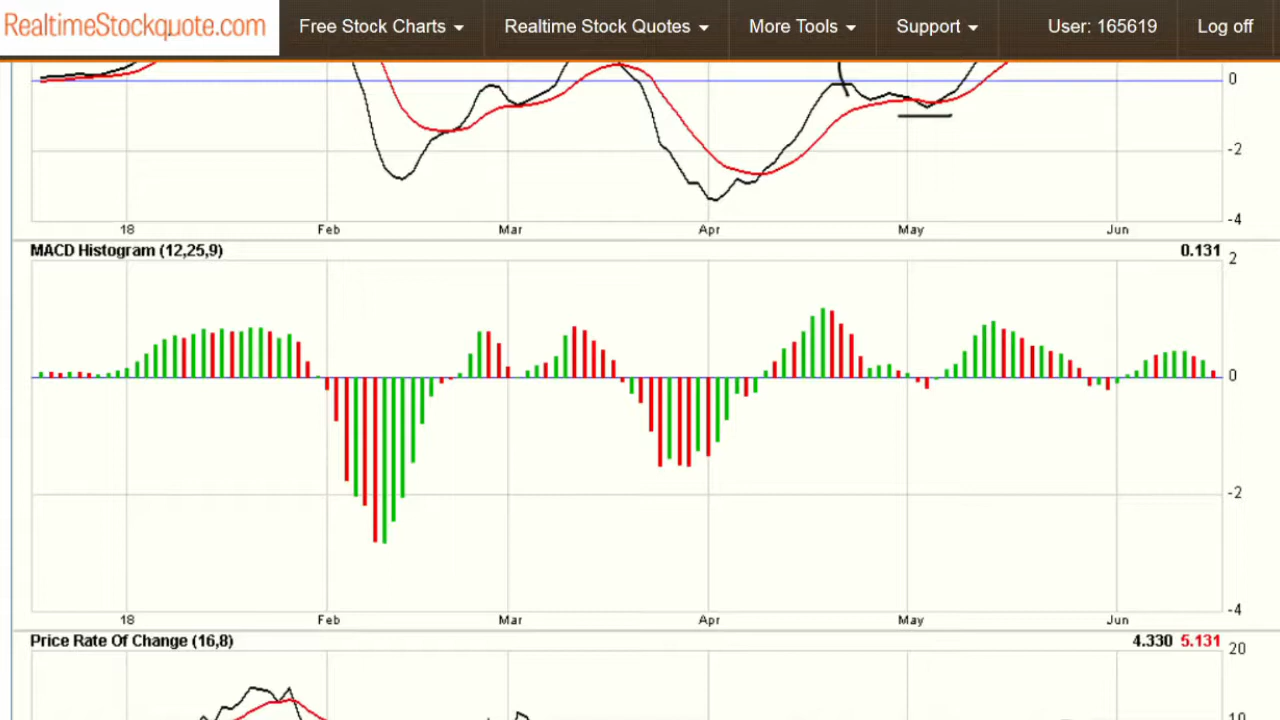 RealtimeStockquote.com Free Stock Charts Realtime Stock Quotes More Tools Support User: 165619 Log off
0
-2
-4
18 Feb Mar Apr May Jun
MACD Histogram (12,25,9) 0.131
2
0
-2
-4
18 Feb Mar Apr May Jun
Price Rate Of Change (16,8) 4.330 5.131
20
10